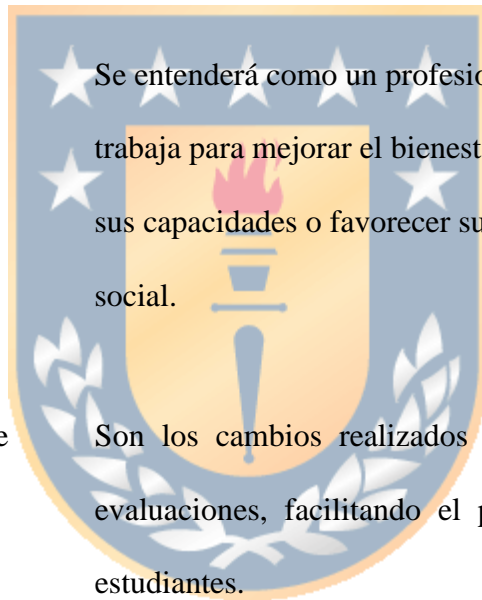 Se entenderá como un
trabaja para mejorar el
sus capacidades o favorecer
social.
Son los cambios realizados
evaluaciones, facilitando el
estudiantes.